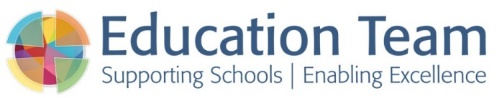 Education Team
Supporting Schools | Enabling Excellence